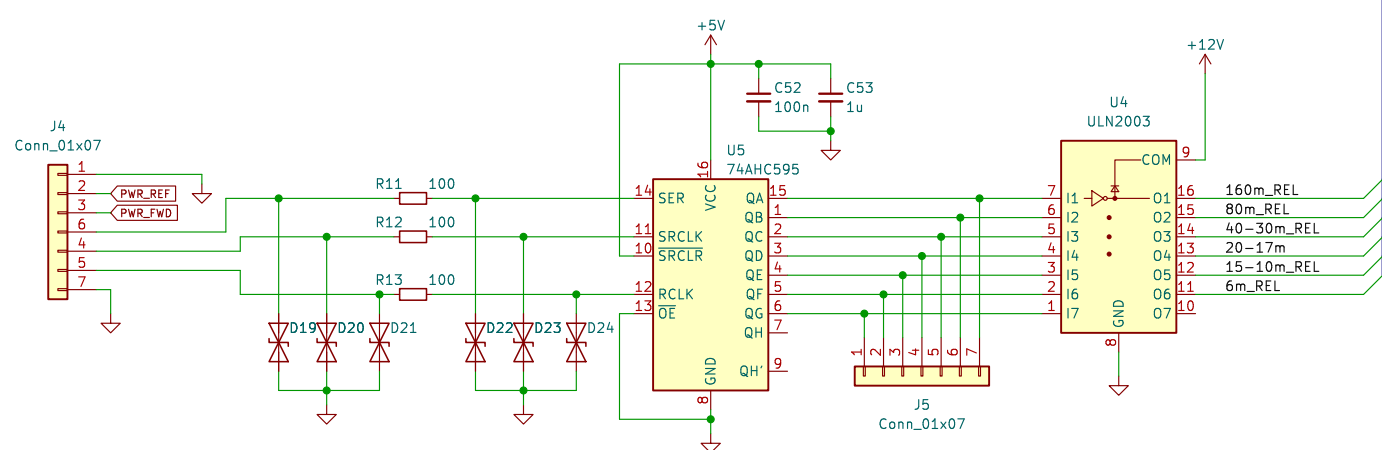 +5V
+12V
C52
100n
C53
1u
U4
ULN2003
J4
Conn_01x07
U5
74AHC595
1
2 PWR_REF
3 PWR_FWD
6
4
5
7
R11 100
R12 100
R13 100
D19 D20 D21
D22 D23 D24
16
VCC
14 SER
11 SRCLK
10 SRCLR
12 RCLK
13 OE
QA 15
QB 1
QC 2
QD 3
QE 4
QF 5
QG 6
QH 7
QH' 9
GND
8
1 2 3 4 5 6 7
J5
Conn_01x07
COM 9
7 I1
6 I2
5 I3
4 I4
3 I5
2 I6
1 I7
O1 16 160m_REL
O2 15 80m_REL
O3 14 40-30m_REL
O4 13 20-17m
O5 12 15-10m_REL
O6 11 6m_REL
O7 10
GND
8